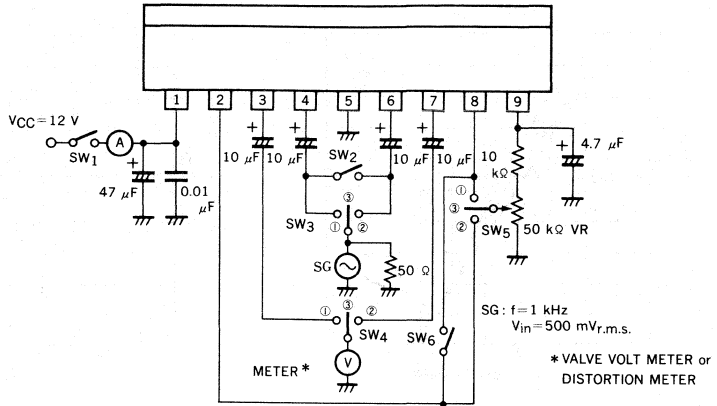 1 2 3 4 5 6 7 8 9
VCC=12 V
SW1
A
+
47 μF
0.01 μF
+
10 μF
+
10 μF
+
10 μF
+
10 μF
SW2
③
SW3
① ②
SG
50 Ω
10 kΩ
+
4.7 μF
①
③
②
SW5
50 kΩ VR
① ③ ②
SW4
SW6
METER *
V
SG : f=1 kHz
Vin=500 mVr.m.s.
* VALVE VOLT METER or
DISTORTION METER